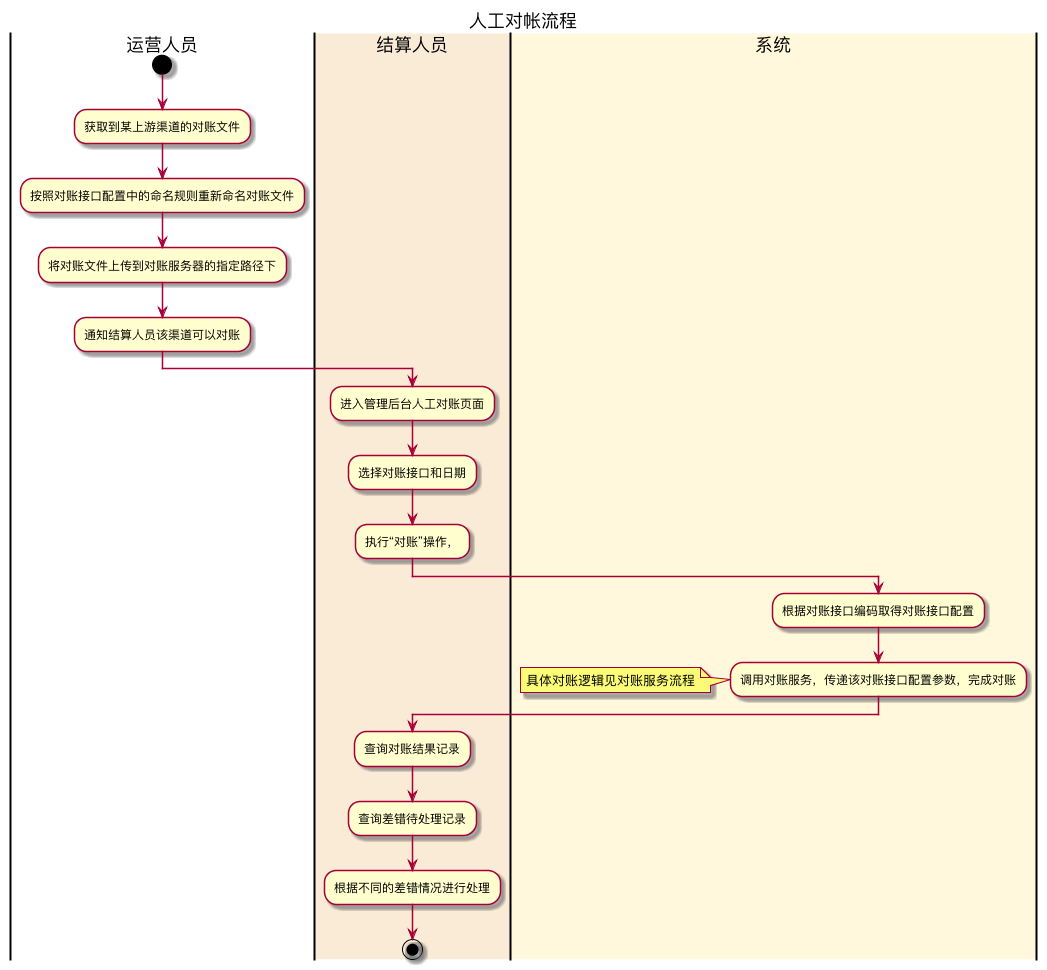 人工对帐流程
运营人员
结算人员
系统
获取到某上游渠道的对账文件
按照对账接口配置中的命名规则重新命名对账文件
将对账文件上传到对账服务器的指定路径下
通知结算人员该渠道可以对账
进入管理后台人工对账页面
选择对账接口和日期
执行“对账”操作，
根据对账接口编码取得对账接口配置
具体对账逻辑见对账服务流程
调用对账服务，传递该对账接口配置参数，完成对账
查询对账结果记录
查询差错待处理记录
根据不同的差错情况进行处理